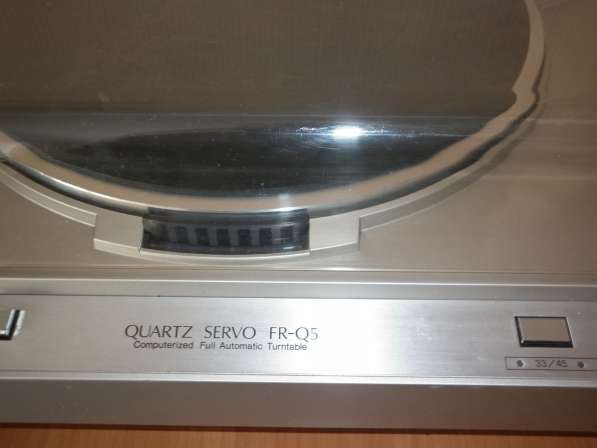 QUARTZ SERVO FR-Q5
Computerized Full Automatic Turntable
33/45